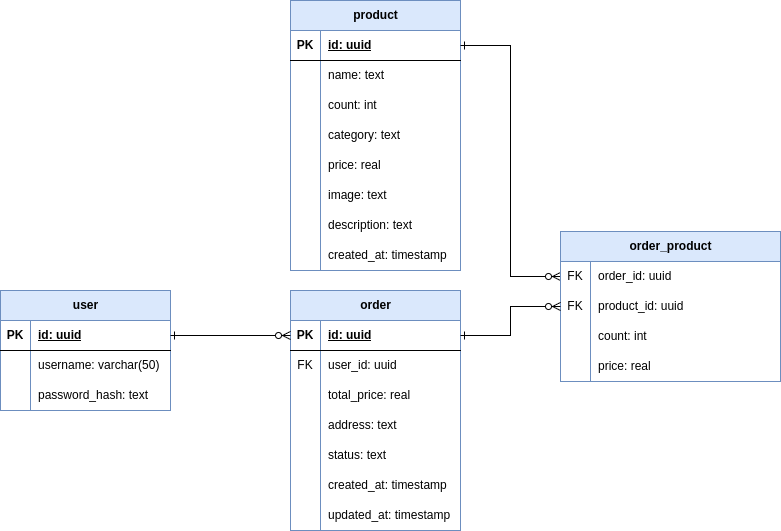 product
PK id: uuid
name: text
count: int
category: text
price: real
image: text
description: text
created_at: timestamp
user
PK id: uuid
username: varchar(50)
password_hash: text
order
PK id: uuid
FK user_id: uuid
total_price: real
address: text
status: text
created_at: timestamp
updated_at: timestamp
order_product
FK order_id: uuid
FK product_id: uuid
count: int
price: real